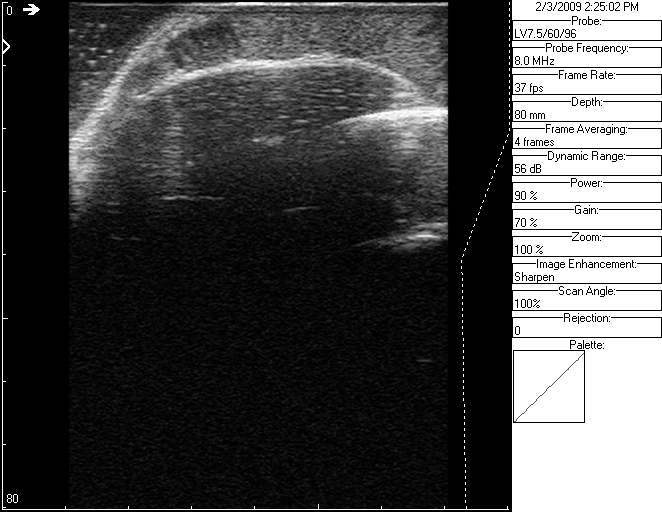 0
2/3/2009 2:25:02 PM
Probe:
LV7.5/60/96
Probe Frequency:
8.0 MHz
Frame Rate:
37 fps
Depth:
80 mm
Frame Averaging:
4 frames
Dynamic Range:
56 dB
Power:
90 %
Gain:
70 %
Zoom:
100 %
Image Enhancement:
Sharpen
Scan Angle:
100%
Rejection:
0
Palette:
80